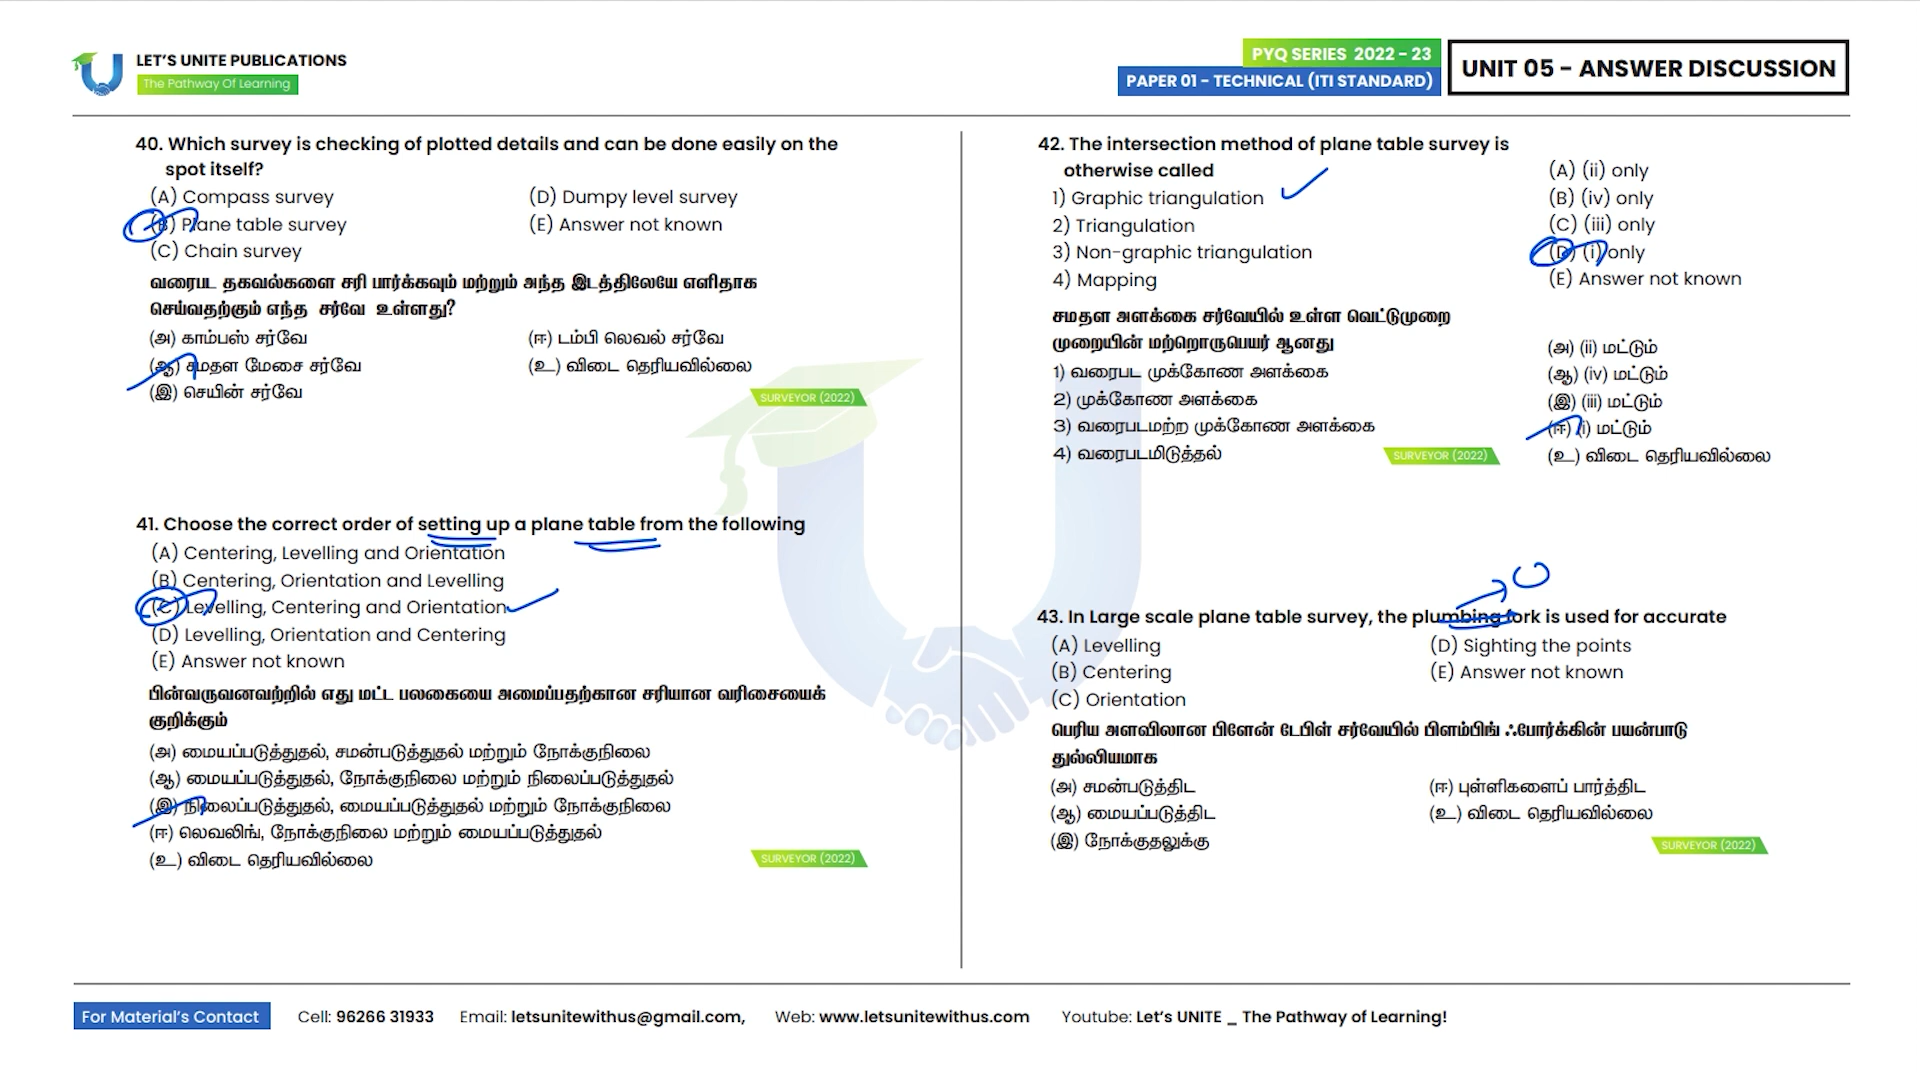 LET'S UNITE PUBLICATIONS
The Pathway Of Learning
PYQ SERIES 2022 - 23
PAPER 01 - TECHNICAL (ITI STANDARD)
UNIT 05 - ANSWER DISCUSSION
40. Which survey is checking of plotted details and can be done easily on the
spot itself?
(A) Compass survey
(B) Plane table survey
(C) Chain survey
(D) Dumpy level survey
(E) Answer not known
வரைபட தகவல்களை சரி பார்க்கவும் மற்றும் அந்த இடத்திலேயே எளிதாக
செய்வதற்கும் எந்த சர்வே உள்ளது?
(அ) காம்பஸ் சர்வே
(ஆ) சமதள மேசை சர்வே
(இ) செயின் சர்வே
(ஈ) டம்பி லெவல் சர்வே
(உ) விடை தெரியவில்லை
SURVEYOR (2022)
41. Choose the correct order of setting up a plane table from the following
(A) Centering, Levelling and Orientation
(B) Centering, Orientation and Levelling
(C) Levelling, Centering and Orientation
(D) Levelling, Orientation and Centering
(E) Answer not known
பின்வருவனவற்றில் எது மட்ட பலகையை அமைப்பதற்கான சரியான வரிசையைக்
குறிக்கும்
(அ) மையப்படுத்துதல், சமன்படுத்துதல் மற்றும் நோக்குநிலை
(ஆ) மையப்படுத்துதல், நோக்குநிலை மற்றும் நிலைப்படுத்துதல்
(இ) நிலைப்படுத்துதல், மையப்படுத்துதல் மற்றும் நோக்குநிலை
(ஈ) லெவலிங், நோக்குநிலை மற்றும் மையப்படுத்துதல்
(உ) விடை தெரியவில்லை
SURVEYOR (2022)
42. The intersection method of plane table survey is
otherwise called
1) Graphic triangulation
2) Triangulation
3) Non-graphic triangulation
4) Mapping
(A) (ii) only
(B) (iv) only
(C) (iii) only
(D) (i) only
(E) Answer not known
சமதள அளக்கை சர்வேயில் உள்ள வெட்டுமுறை
முறையின் மற்றொருபெயர் ஆனது
1) வரைபட முக்கோண அளக்கை
2) முக்கோண அளக்கை
3) வரைபடமற்ற முக்கோண அளக்கை
4) வரைபடமிடுத்தல்
(அ) (ii) மட்டும்
(ஆ) (iv) மட்டும்
(இ) (iii) மட்டும்
(ஈ) (i) மட்டும்
(உ) விடை தெரியவில்லை
SURVEYOR (2022)
43. In Large scale plane table survey, the plumbing fork is used for accurate
(A) Levelling
(B) Centering
(C) Orientation
(D) Sighting the points
(E) Answer not known
பெரிய அளவிலான பிளேன் டேபிள் சர்வேயில் பிளம்பிங் ஃபோர்க்கின் பயன்பாடு
துல்லியமாக
(அ) சமன்படுத்திட
(ஆ) மையப்படுத்திட
(இ) நோக்குதலுக்கு
(ஈ) புள்ளிகளைப் பார்த்திட
(உ) விடை தெரியவில்லை
SURVEYOR (2022)
For Material's Contact
Cell: 96266 31933 Email: letsunitewithus@gmail.com, Web: www.letsunitewithus.com Youtube: Let's UNITE _ The Pathway of Learning!